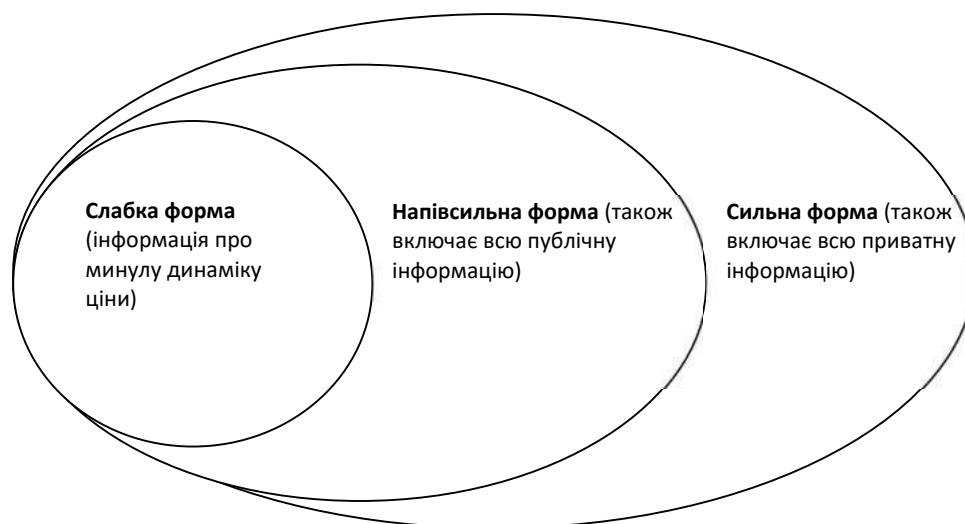 Слабка форма
(інформація про
минулу динаміку
ціни)
Напівсильна форма (також
включає всю публічну
інформацію)
Сильна форма (також
включає всю приватну
інформацію)